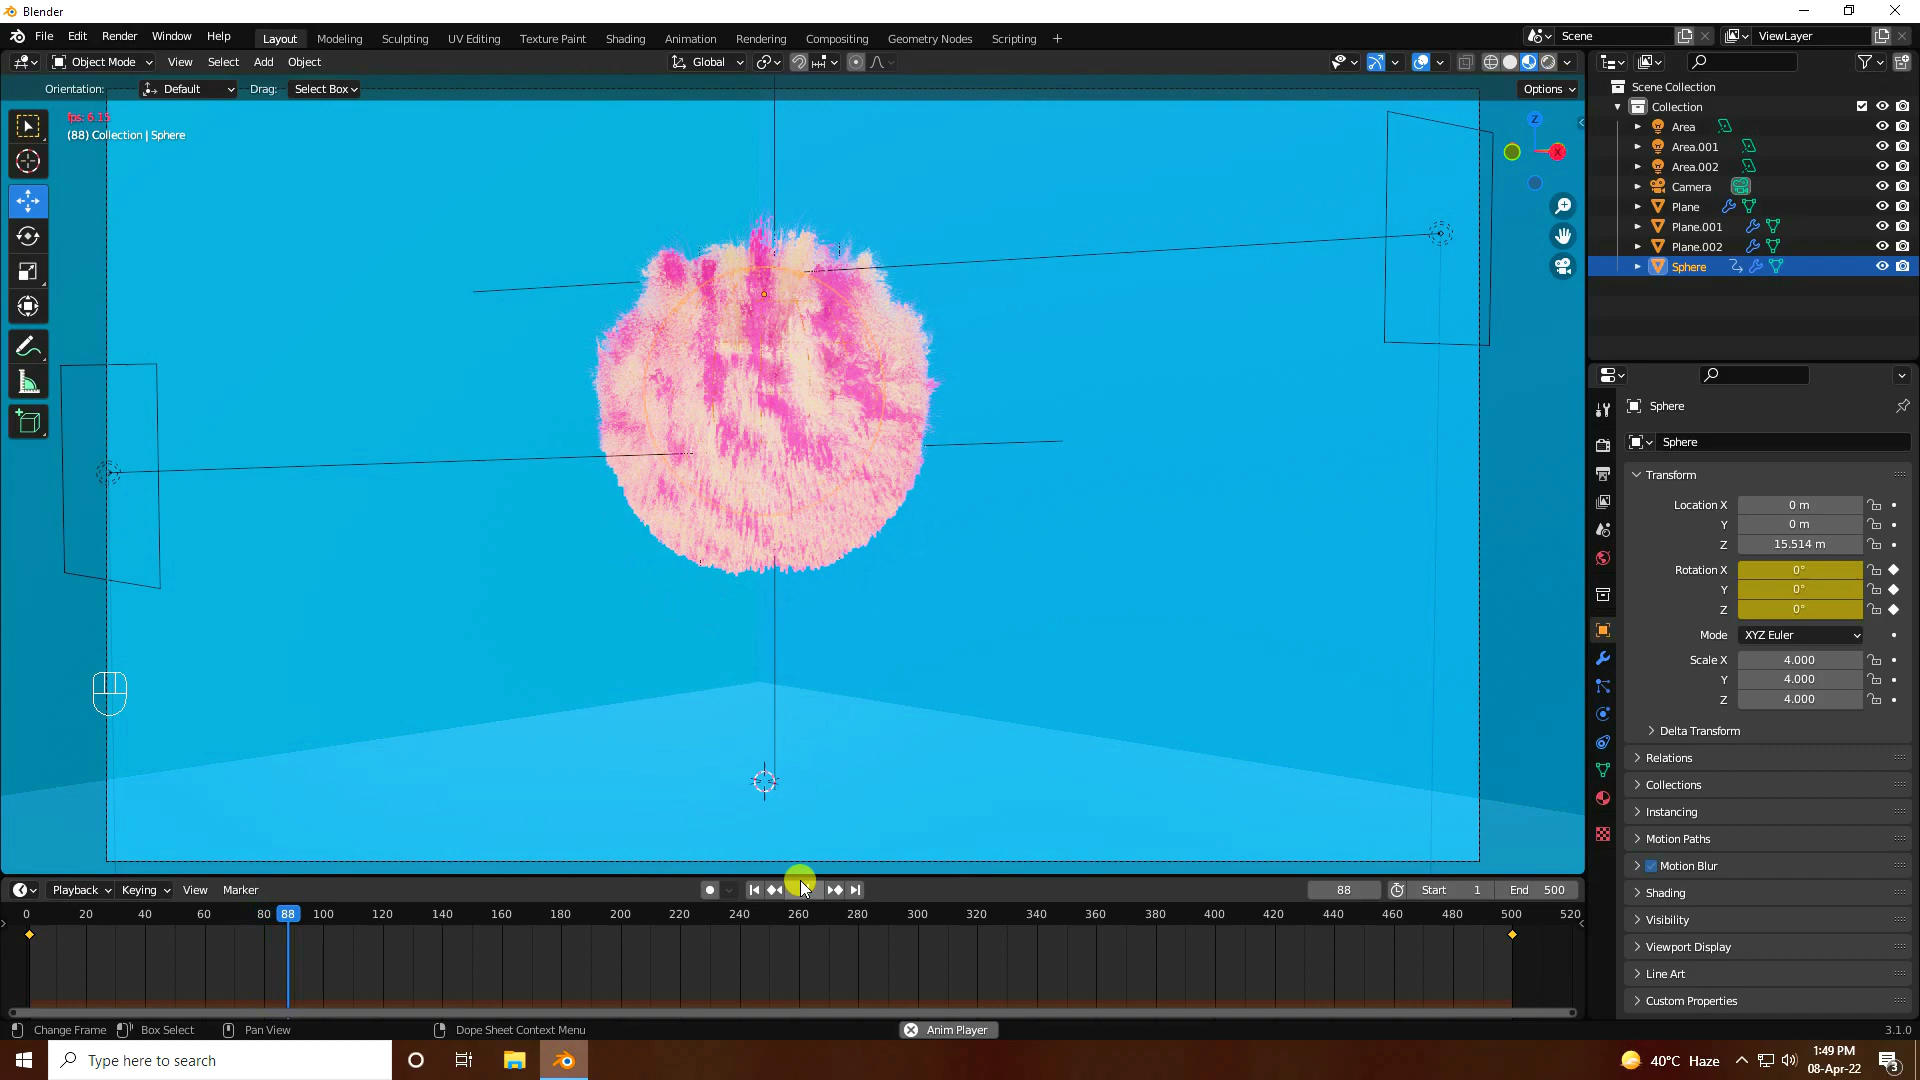 Blender
File Edit Render Window Help
Layout Modeling Sculpting UV Editing Texture Paint Shading Animation Rendering Compositing Geometry Nodes Scripting +
Scene
ViewLayer
Object Mode View Select Add Object
Global
Orientation: Default Drag: Select Box
Options
fps: 6.15
(88) Collection | Sphere
Z
X
Scene Collection
Collection
Area
Area.001
Area.002
Camera
Plane
Plane.001
Plane.002
Sphere
Sphere
Sphere
Transform
Location X 0 m
Y 0 m
Z 15.514 m
Rotation X 0°
Y 0°
Z 0°
Mode XYZ Euler
Scale X 4.000
Y 4.000
Z 4.000
Delta Transform
Relations
Collections
Instancing
Motion Paths
Motion Blur
Shading
Visibility
Viewport Display
Line Art
Custom Properties
Playback Keying View Marker
88 Start 1 End 500
0 20 40 60 80 88 100 120 140 160 180 200 220 240 260 280 300 320 340 360 380 400 420 440 460 480 500 520
Change Frame Box Select Pan View Dope Sheet Context Menu Anim Player 3.1.0
Type here to search
40°C Haze
1:49 PM
08-Apr-22
3